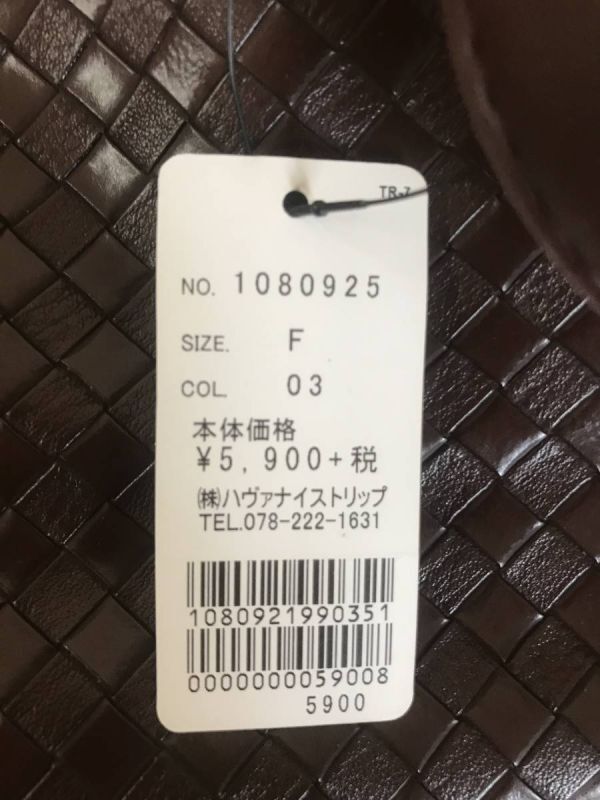 TR-7
NO. 1080925
SIZE. F
COL. 03
本体価格
¥5,900+税
㈱ハヴァナイストリップ
TEL.078-222-1631
1080921990351
0000000059008
5900